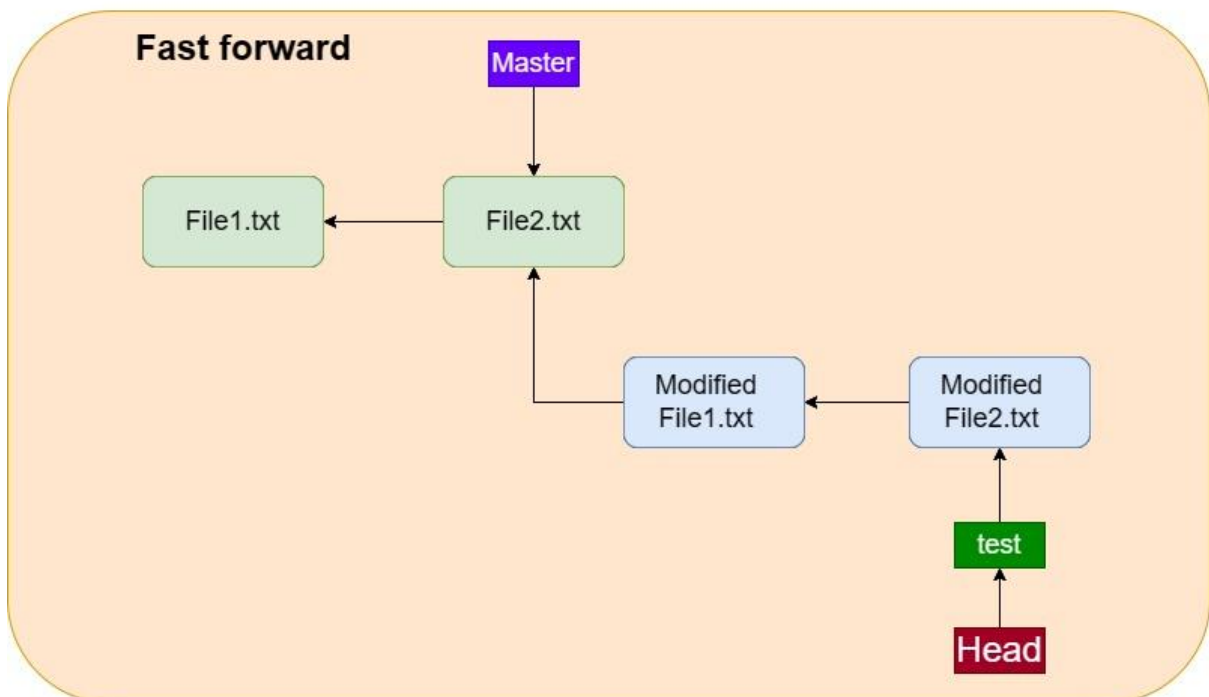 Fast forward
Master
File1.txt
File2.txt
Modified
File1.txt
Modified
File2.txt
test
Head